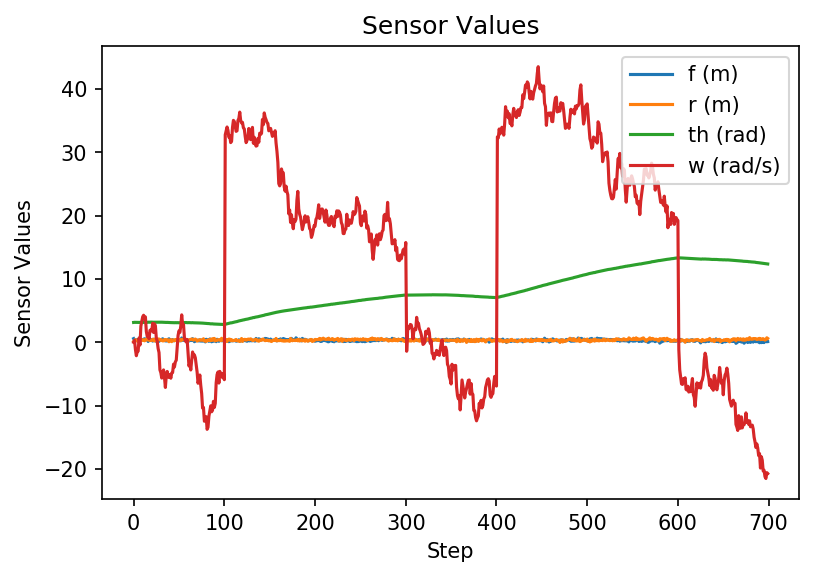 Sensor Values
f (m)
r (m)
th (rad)
w (rad/s)
Sensor Values
40
30
20
10
0
−10
−20
0 100 200 300 400 500 600 700
Step